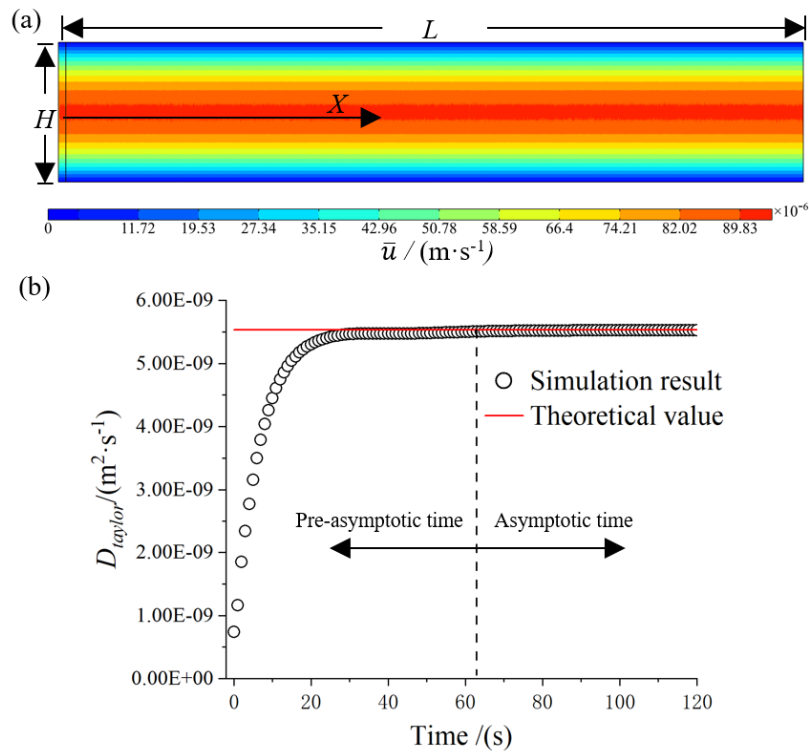 (a)
L
H
X
×10⁻⁶
0 11.72 19.53 27.34 35.15 42.96 50.78 58.59 66.4 74.21 82.02 89.83
ū / (m·s⁻¹)
(b)
6.00E-09
5.00E-09
4.00E-09
3.00E-09
2.00E-09
1.00E-09
0.00E+00
D_taylor/(m²·s⁻¹)
Simulation result
Theoretical value
Pre-asymptotic time
Asymptotic time
0 20 40 60 80 100 120
Time /(s)